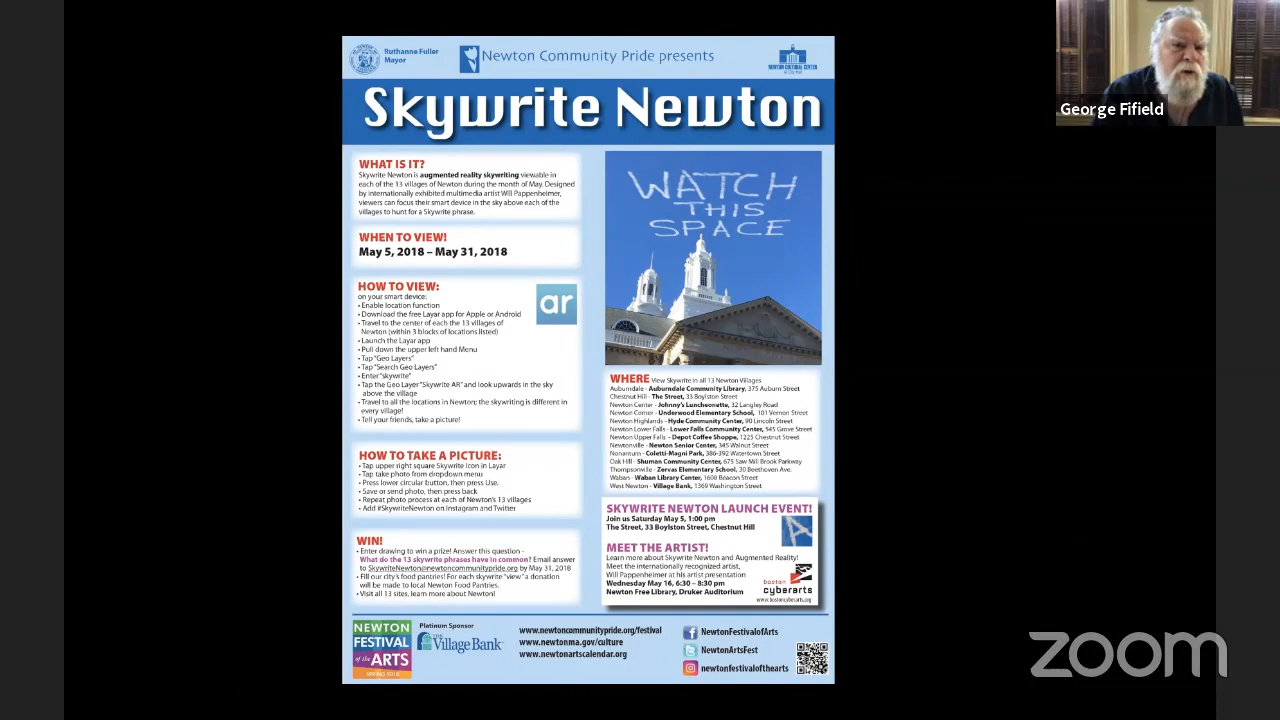 Ruthanne Fuller
Mayor
Newton Community Pride presents
NEWTON CULTURAL CENTER
at City Hall
Skywrite Newton
WHAT IS IT?
Skywrite Newton is augmented reality skywriting viewable in
each of the 13 villages of Newton during the month of May. Designed
by internationally exhibited multimedia artist Will Pappenheimer,
viewers can focus their smart device in the sky above each of the
villages to hunt for a Skywrite phrase.
WHEN TO VIEW!
May 5, 2018 – May 31, 2018
HOW TO VIEW:
on your smart device:
• Enable location function
• Download the free Layar app for Apple or Android
• Travel to the center of each the 13 villages of
Newton (within 3 blocks of locations listed)
• Launch the Layar app
• Pull down the upper left hand Menu
• Tap "Geo Layers"
• Tap "Search Geo Layers"
• Enter "skywrite"
• Tap the Geo Layer "Skywrite AR" and look upwards in the sky
above the village
• Travel to all the locations in Newton; the skywriting is different in
every village!
• Tell your friends, take a picture!
ar
HOW TO TAKE A PICTURE:
• Tap upper right square Skywrite Icon in Layar
• Tap take photo from dropdown menu
• Press lower circular button, then press Use.
• Save or send photo, then press back
• Repeat photo process at each of Newton's 13 villages
• Add #SkywriteNewton on Instagram and Twitter
WIN!
• Enter drawing to win a prize! Answer this question -
What do the 13 skywrite phrases have in common? Email answer
to SkywriteNewton@newtoncommunitypride.org by May 31, 2018
• Fill our city's food pantries! For each skywrite "view" a donation
will be made to local Newton Food Pantries.
• Visit all 13 sites, learn more about Newton!
WATCH
THIS
SPACE
WHERE View Skywrite in all 13 Newton Villages
Auburndale - Auburndale Community Library, 375 Auburn Street
Chestnut Hill - The Street, 33 Boylston Street
Newton Center - Johnny's Luncheonette, 32 Langley Road
Newton Corner - Underwood Elementary School, 101 Vernon Street
Newton Highlands - Hyde Community Center, 90 Lincoln Street
Newton Lower Falls - Lower Falls Community Center, 545 Grove Street
Newton Upper Falls - Depot Coffee Shoppe, 1225 Chestnut Street
Newtonville - Newton Senior Center, 345 Walnut Street
Nonantum - Coletti-Magni Park, 386-392 Watertown Street
Oak Hill - Shuman Community Center, 675 Saw Mill Brook Parkway
Thompsonville - Zervas Elementary School, 30 Beethoven Ave.
Waban - Waban Library Center, 1608 Beacon Street
West Newton - Village Bank, 1369 Washington Street
SKYWRITE NEWTON LAUNCH EVENT!
Join us Saturday May 5, 1:00 pm
The Street, 33 Boylston Street, Chestnut Hill
MEET THE ARTIST!
Learn more about Skywrite Newton and Augmented Reality!
Meet the internationally recognized artist,
Will Pappenheimer at his artist presentation
Wednesday May 16, 6:30 – 8:30 pm
Newton Free Library, Druker Auditorium
boston
cyberarts
www.bostoncyberarts.org
NEWTON
FESTIVAL
of the ARTS
SPRING 2018
Platinum Sponsor
THE Village Bank
www.newtoncommunitypride.org/festival
www.newtonma.gov/culture
www.newtonartscalendar.org
NewtonFestivalofArts
NewtonArtsFest
newtonfestivalofthearts
George Fifield
zoom